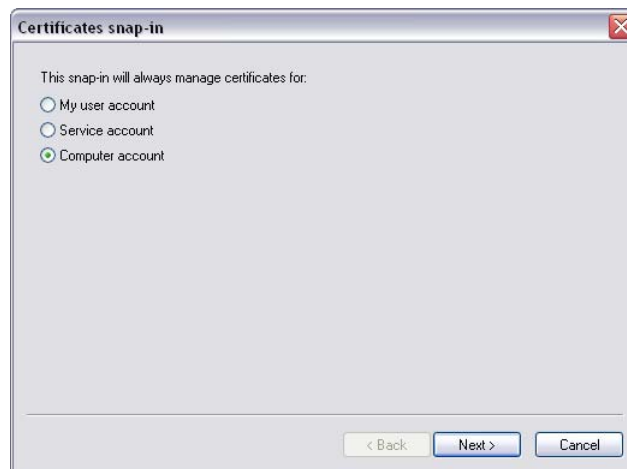 Certificates snap-in
This snap-in will always manage certificates for:
My user account
Service account
Computer account
< Back
Next >
Cancel